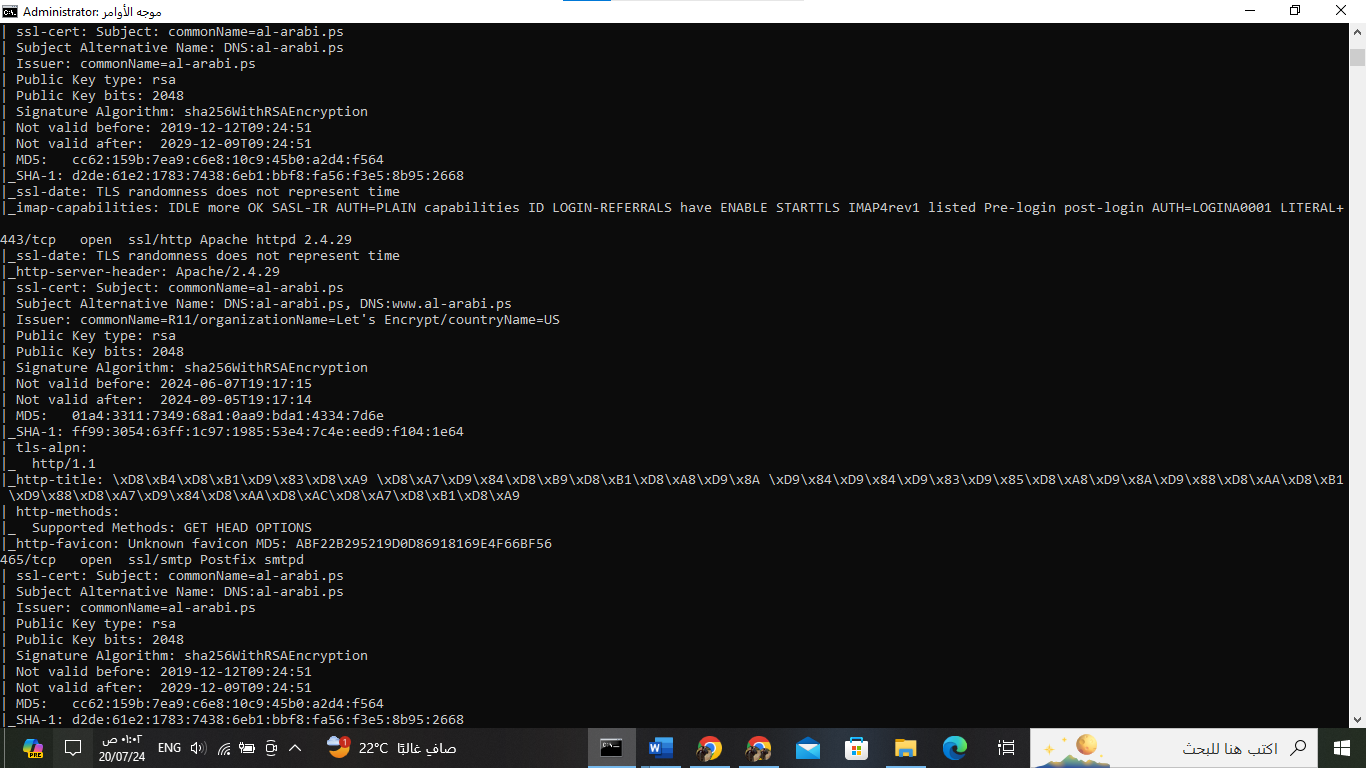 Administrator: موجه الأوامر
| ssl-cert: Subject: commonName=al-arabi.ps
| Subject Alternative Name: DNS:al-arabi.ps
| Issuer: commonName=al-arabi.ps
| Public Key type: rsa
| Public Key bits: 2048
| Signature Algorithm: sha256WithRSAEncryption
| Not valid before: 2019-12-12T09:24:51
| Not valid after:  2029-12-09T09:24:51
| MD5:   cc62:159b:7ea9:c6e8:10c9:45b0:a2d4:f564
|_SHA-1: d2de:61e2:1783:7438:6eb1:bbf8:fa56:f3e5:8b95:2668
|_ssl-date: TLS randomness does not represent time
|_imap-capabilities: IDLE more OK SASL-IR AUTH=PLAIN capabilities ID LOGIN-REFERRALS have ENABLE STARTTLS IMAP4rev1 listed Pre-login post-login AUTH=LOGINA0001 LITERAL+
443/tcp   open  ssl/http Apache httpd 2.4.29
|_ssl-date: TLS randomness does not represent time
|_http-server-header: Apache/2.4.29
| ssl-cert: Subject: commonName=al-arabi.ps
| Subject Alternative Name: DNS:al-arabi.ps, DNS:www.al-arabi.ps
| Issuer: commonName=R11/organizationName=Let's Encrypt/countryName=US
| Public Key type: rsa
| Public Key bits: 2048
| Signature Algorithm: sha256WithRSAEncryption
| Not valid before: 2024-06-07T19:17:15
| Not valid after:  2024-09-05T19:17:14
| MD5:   01a4:3311:7349:68a1:0aa9:bda1:4334:7d6e
|_SHA-1: ff99:3054:63ff:1c97:1985:53e4:7c4e:eed9:f104:1e64
| tls-alpn:
|_  http/1.1
|_http-title: \xD8\xB4\xD8\xB1\xD9\x83\xD8\xA9 \xD8\xA7\xD9\x84\xD8\xB9\xD8\xB1\xD8\xA8\xD9\x8A \xD9\x84\xD9\x84\xD9\x83\xD9\x85\xD8\xA8\xD9\x8A\xD9\x88\xD8\xAA\xD8\xB1
\xD9\x88\xD8\xA7\xD9\x84\xD8\xAA\xD8\xAC\xD8\xA7\xD8\xB1\xD8\xA9
| http-methods:
|_  Supported Methods: GET HEAD OPTIONS
|_http-favicon: Unknown favicon MD5: ABF22B295219D0D86918169E4F66BF56
465/tcp   open  ssl/smtp Postfix smtpd
| ssl-cert: Subject: commonName=al-arabi.ps
| Subject Alternative Name: DNS:al-arabi.ps
| Issuer: commonName=al-arabi.ps
| Public Key type: rsa
| Public Key bits: 2048
| Signature Algorithm: sha256WithRSAEncryption
| Not valid before: 2019-12-12T09:24:51
| Not valid after:  2029-12-09T09:24:51
| MD5:   cc62:159b:7ea9:c6e8:10c9:45b0:a2d4:f564
|_SHA-1: d2de:61e2:1783:7438:6eb1:bbf8:fa56:f3e5:8b95:2668
PRE
٠١:٠٢ ص
20/07/24
ENG
1
22°C صاف غالبًا
اكتب هنا للبحث